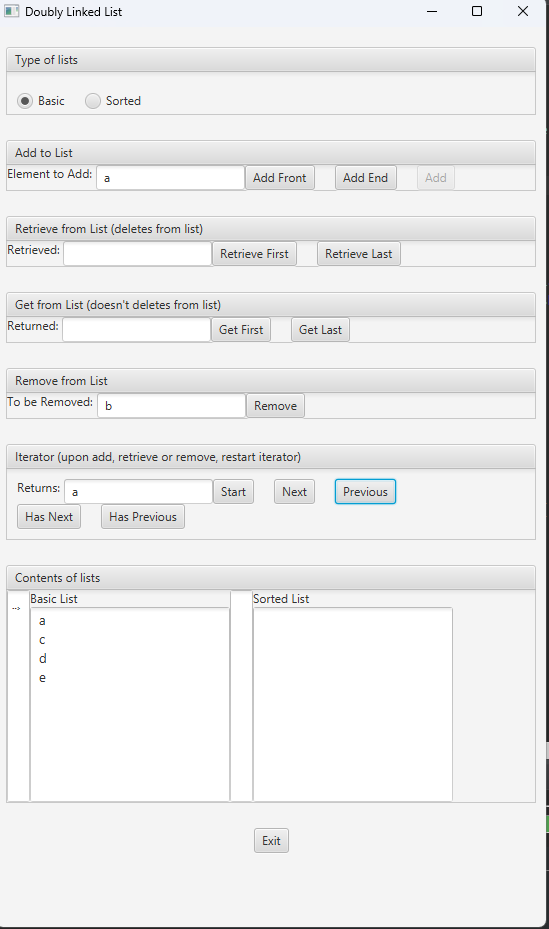 Doubly Linked List
Type of lists
Basic Sorted
Add to List
Element to Add: a Add Front Add End Add
Retrieve from List (deletes from list)
Retrieved: Retrieve First Retrieve Last
Get from List (doesn't deletes from list)
Returned: Get First Get Last
Remove from List
To be Removed: b Remove
Iterator (upon add, retrieve or remove, restart iterator)
Returns: a Start Next Previous
Has Next Has Previous
Contents of lists
Basic List Sorted List
a
c
d
e
Exit